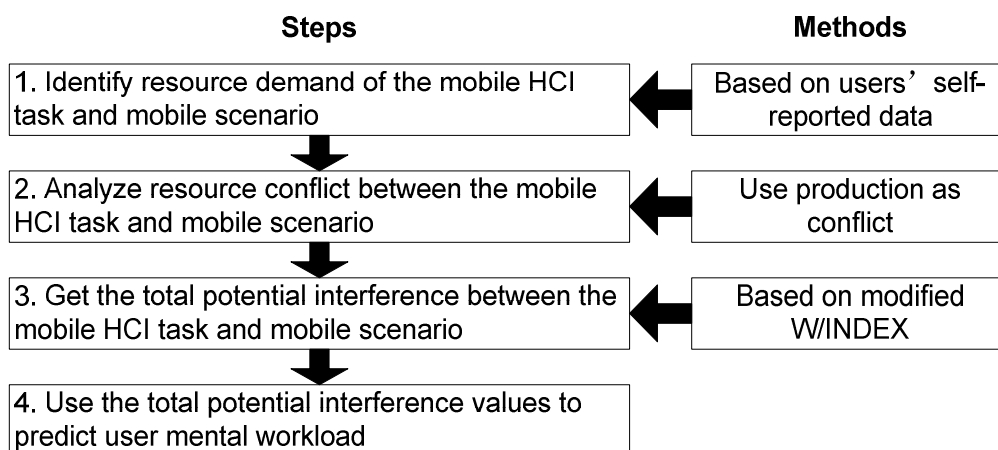 Steps
Methods
1. Identify resource demand of the mobile HCI
task and mobile scenario
Based on users’ self-
reported data
2. Analyze resource conflict between the mobile
HCI task and mobile scenario
Use production as
conflict
3. Get the total potential interference between the
mobile HCI task and mobile scenario
Based on modified
W/INDEX
4. Use the total potential interference values to
predict user mental workload